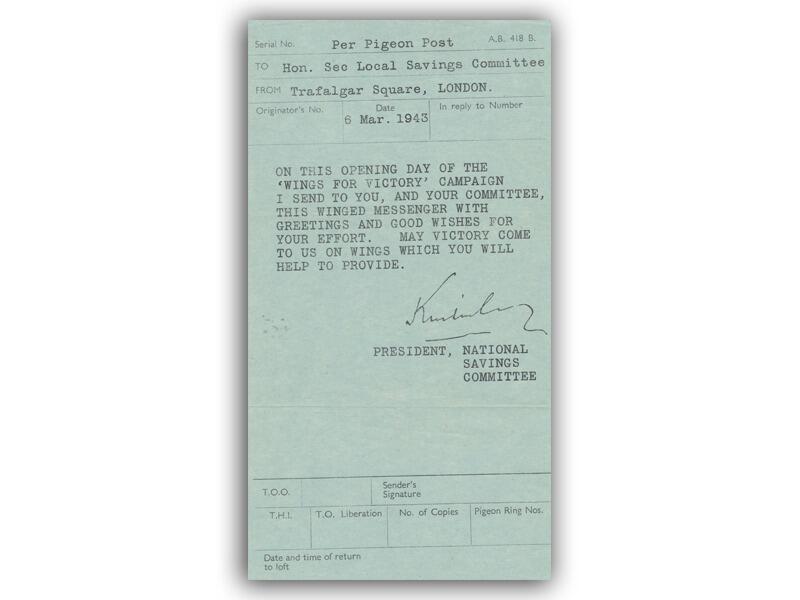 Serial No. Per Pigeon Post A.B. 418 B.
TO Hon. Sec Local Savings Committee
FROM Trafalgar Square, LONDON.
Originator's No. Date In reply to Number
6 Mar. 1943
ON THIS OPENING DAY OF THE
'WINGS FOR VICTORY' CAMPAIGN
I SEND TO YOU, AND YOUR COMMITTEE,
THIS WINGED MESSENGER WITH
GREETINGS AND GOOD WISHES FOR
YOUR EFFORT. MAY VICTORY COME
TO US ON WINGS WHICH YOU WILL
HELP TO PROVIDE.
PRESIDENT, NATIONAL
SAVINGS
COMMITTEE
T.O.O. Sender's
Signature
T.H.I. T.O. Liberation No. of Copies Pigeon Ring Nos.
Date and time of return
to loft